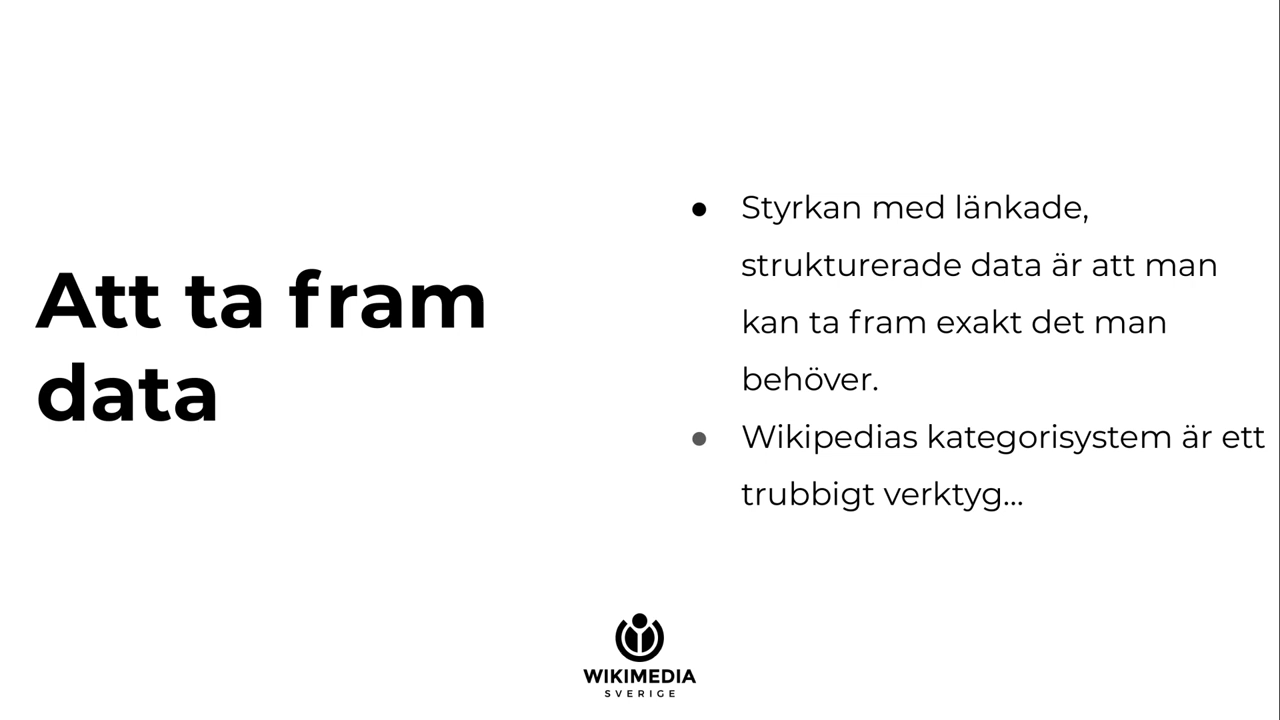 Att ta fram
data
● Styrkan med länkade,
strukturerade data är att man
kan ta fram exakt det man
behöver.
● Wikipedias kategorisystem är ett
trubbigt verktyg...
WIKIMEDIA
SVERIGE